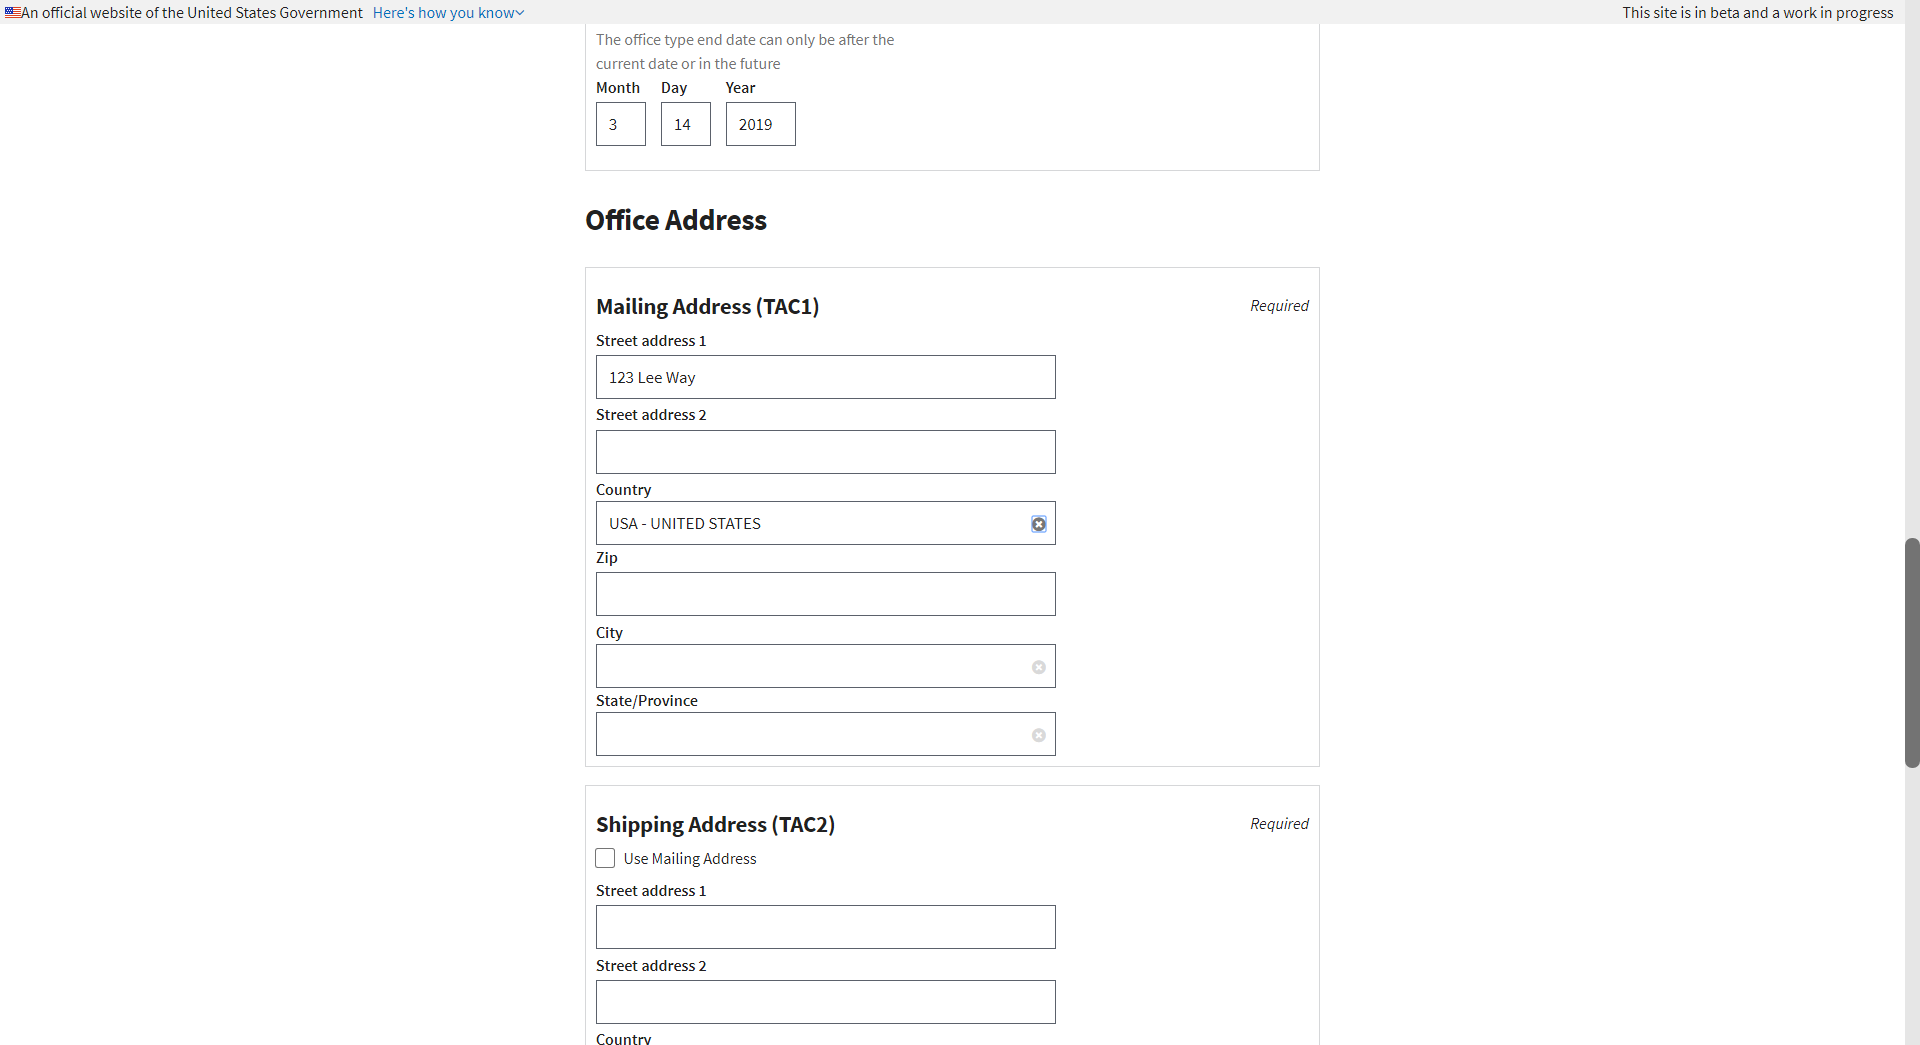 An official website of the United States Government Here's how you know
This site is in beta and a work in progress
The office type end date can only be after the
current date or in the future
Month Day Year
3 14 2019
Office Address
Mailing Address (TAC1) Required
Street address 1
123 Lee Way
Street address 2
Country
USA - UNITED STATES
Zip
City
State/Province
Shipping Address (TAC2) Required
Use Mailing Address
Street address 1
Street address 2
Country